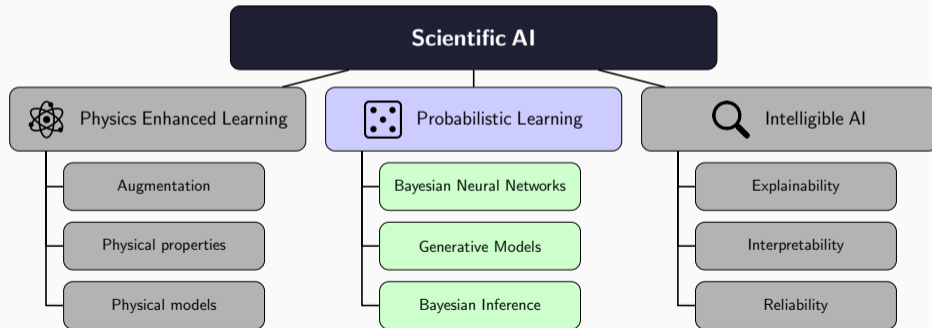 Scientific AI
Physics Enhanced Learning
Probabilistic Learning
Intelligible AI
Augmentation
Bayesian Neural Networks
Explainability
Physical properties
Generative Models
Interpretability
Physical models
Bayesian Inference
Reliability